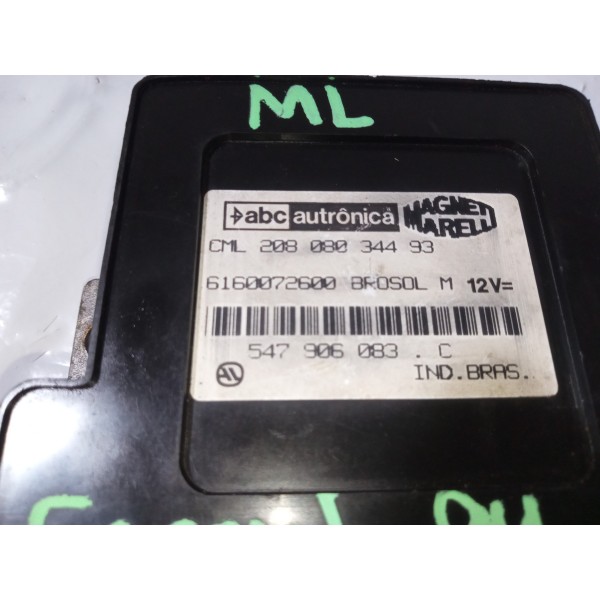 ML
abc autrônica MAGNETI MARELLI
CML 208 080 344 93
6160072600 BROSOL M 12V=
547 906 083 . C
IND.BRAS.